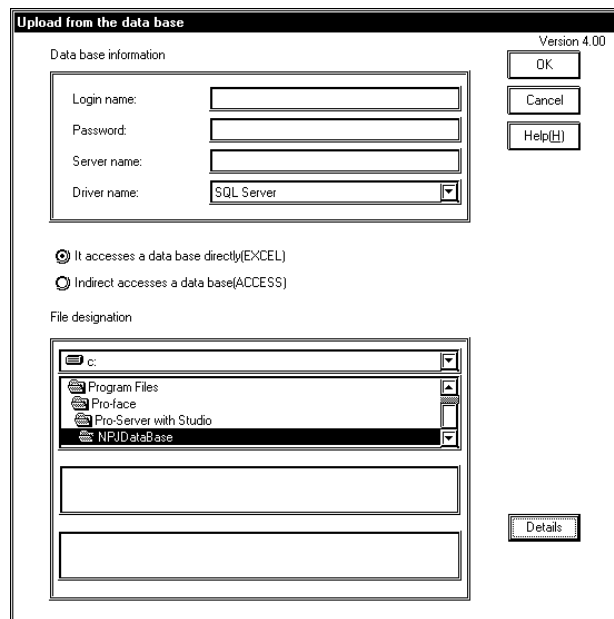 Upload from the data base
Version 4.00
Data base information
OK
Login name:
Cancel
Password:
Help(H)
Server name:
Driver name:
SQL Server
It accesses a data base directly(EXCEL)
Indirect accesses a data base(ACCESS)
File designation
c:
Program Files
Pro-face
Pro-Server with Studio
NPJDataBase
Details